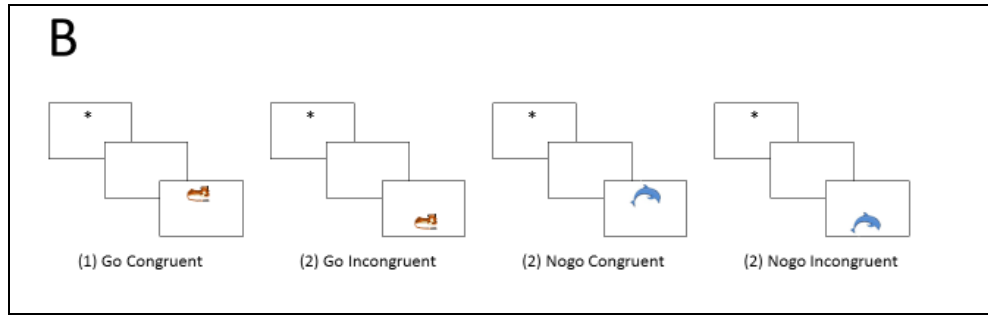 B
* * * *
(1) Go Congruent (2) Go Incongruent (2) Nogo Congruent (2) Nogo Incongruent